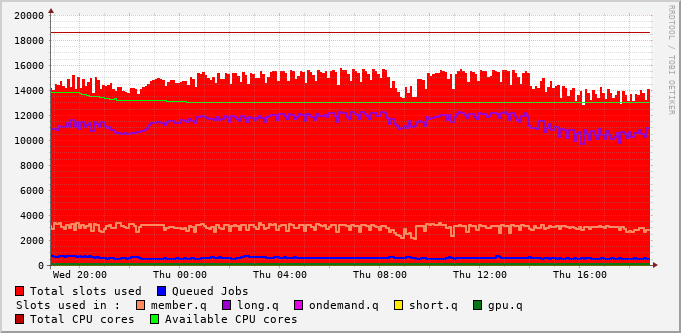 20000
18000
16000
14000
12000
10000
8000
6000
4000
2000
0
Wed 20:00 Thu 00:00 Thu 04:00 Thu 08:00 Thu 12:00 Thu 16:00
Total slots used Queued Jobs
Slots used in : member.q long.q ondemand.q short.q gpu.q
Total CPU cores Available CPU cores
RRDTOOL / TOBI OETIKER